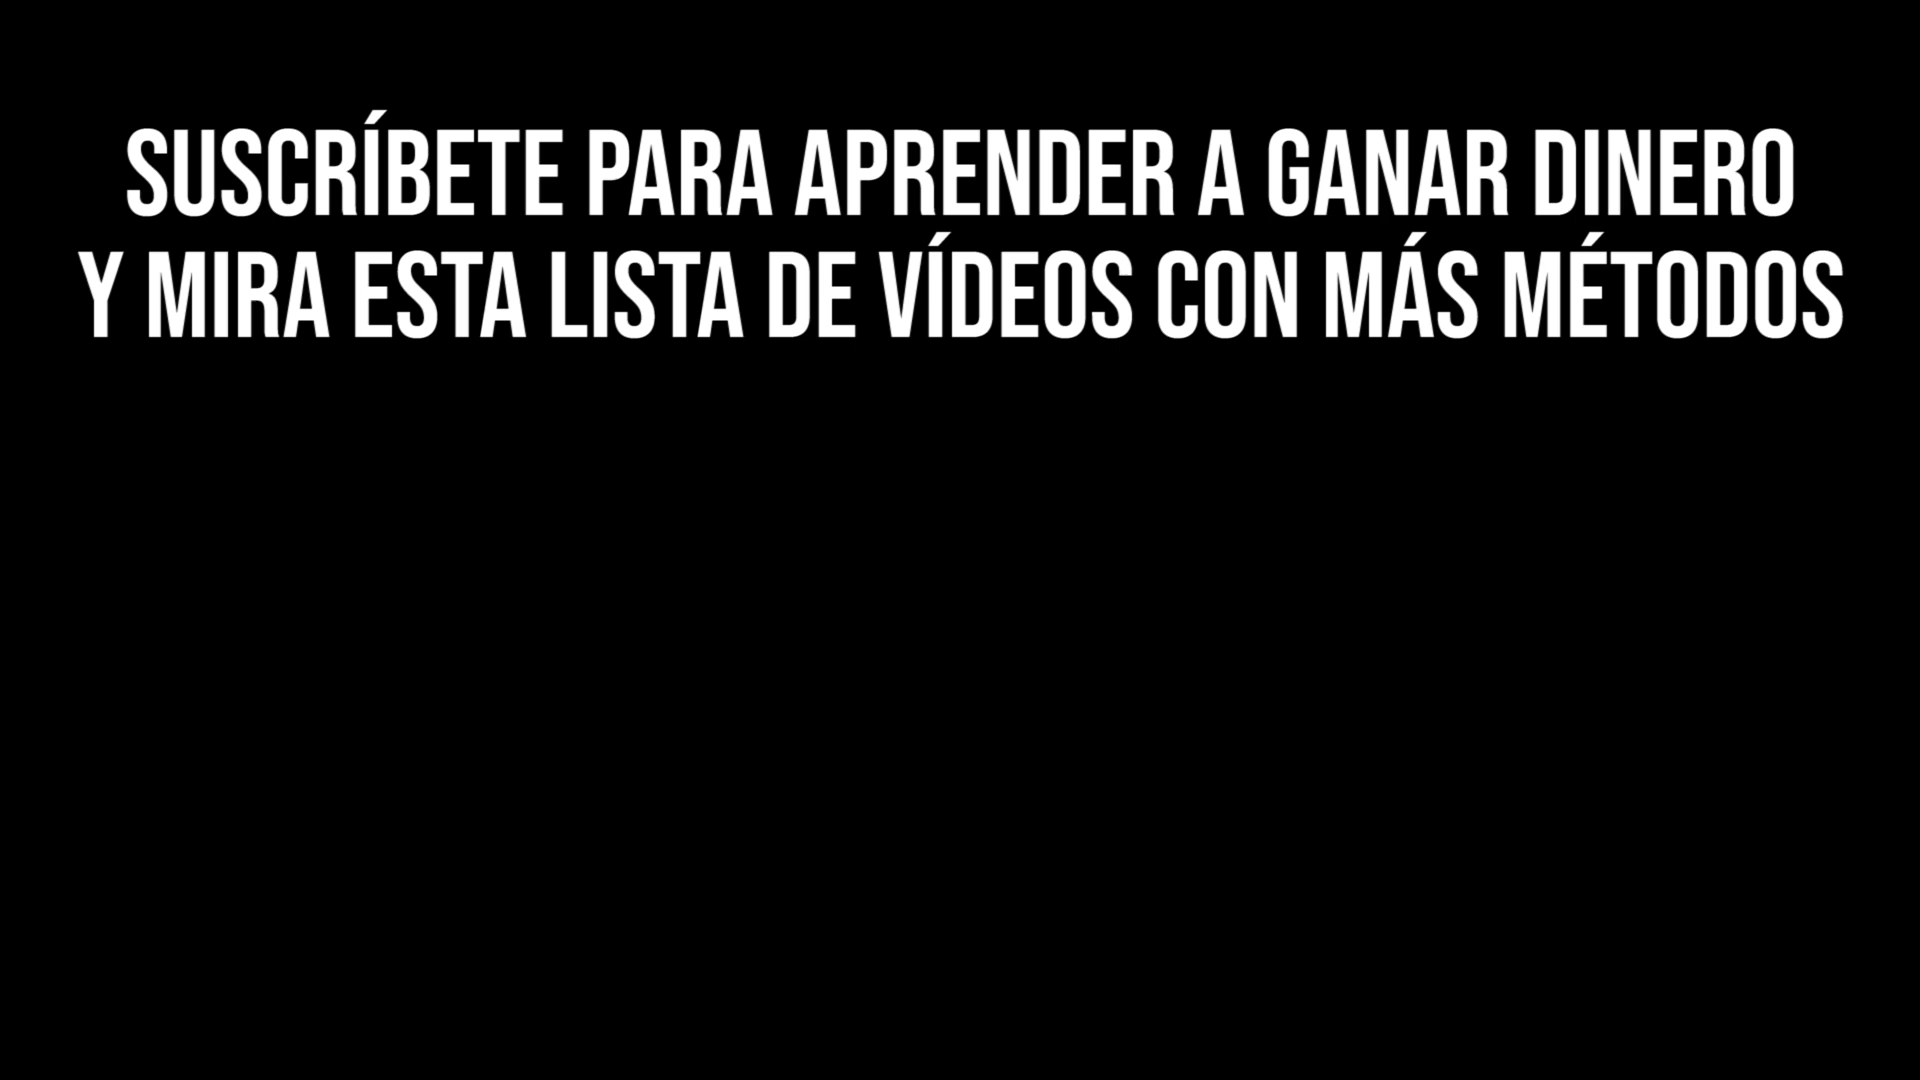 SUSCRÍBETE PARA APRENDER A GANAR DINERO
Y MIRA ESTA LISTA DE VÍDEOS CON MÁS MÉTODOS